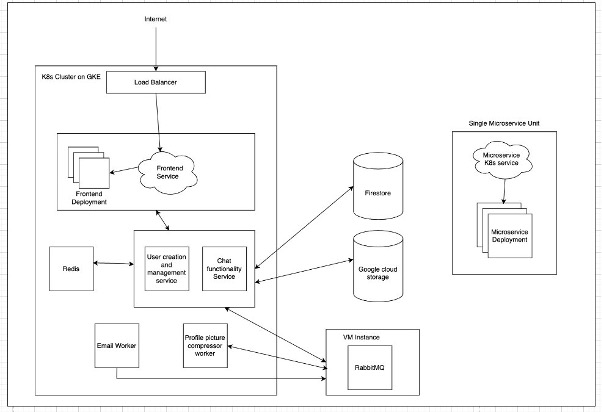 Internet
K8s Cluster on GKE
Load Balancer
Single Microservice Unit
Microservice
K8s service
Frontend
Service
Frontend
Deployment
Firestore
Microservice
Deployment
User creation
and
management
service
Chat
functionality
Service
Redis
Google cloud
storage
Email Worker
Profile picture
compressor
worker
VM Instance
RabbitMQ